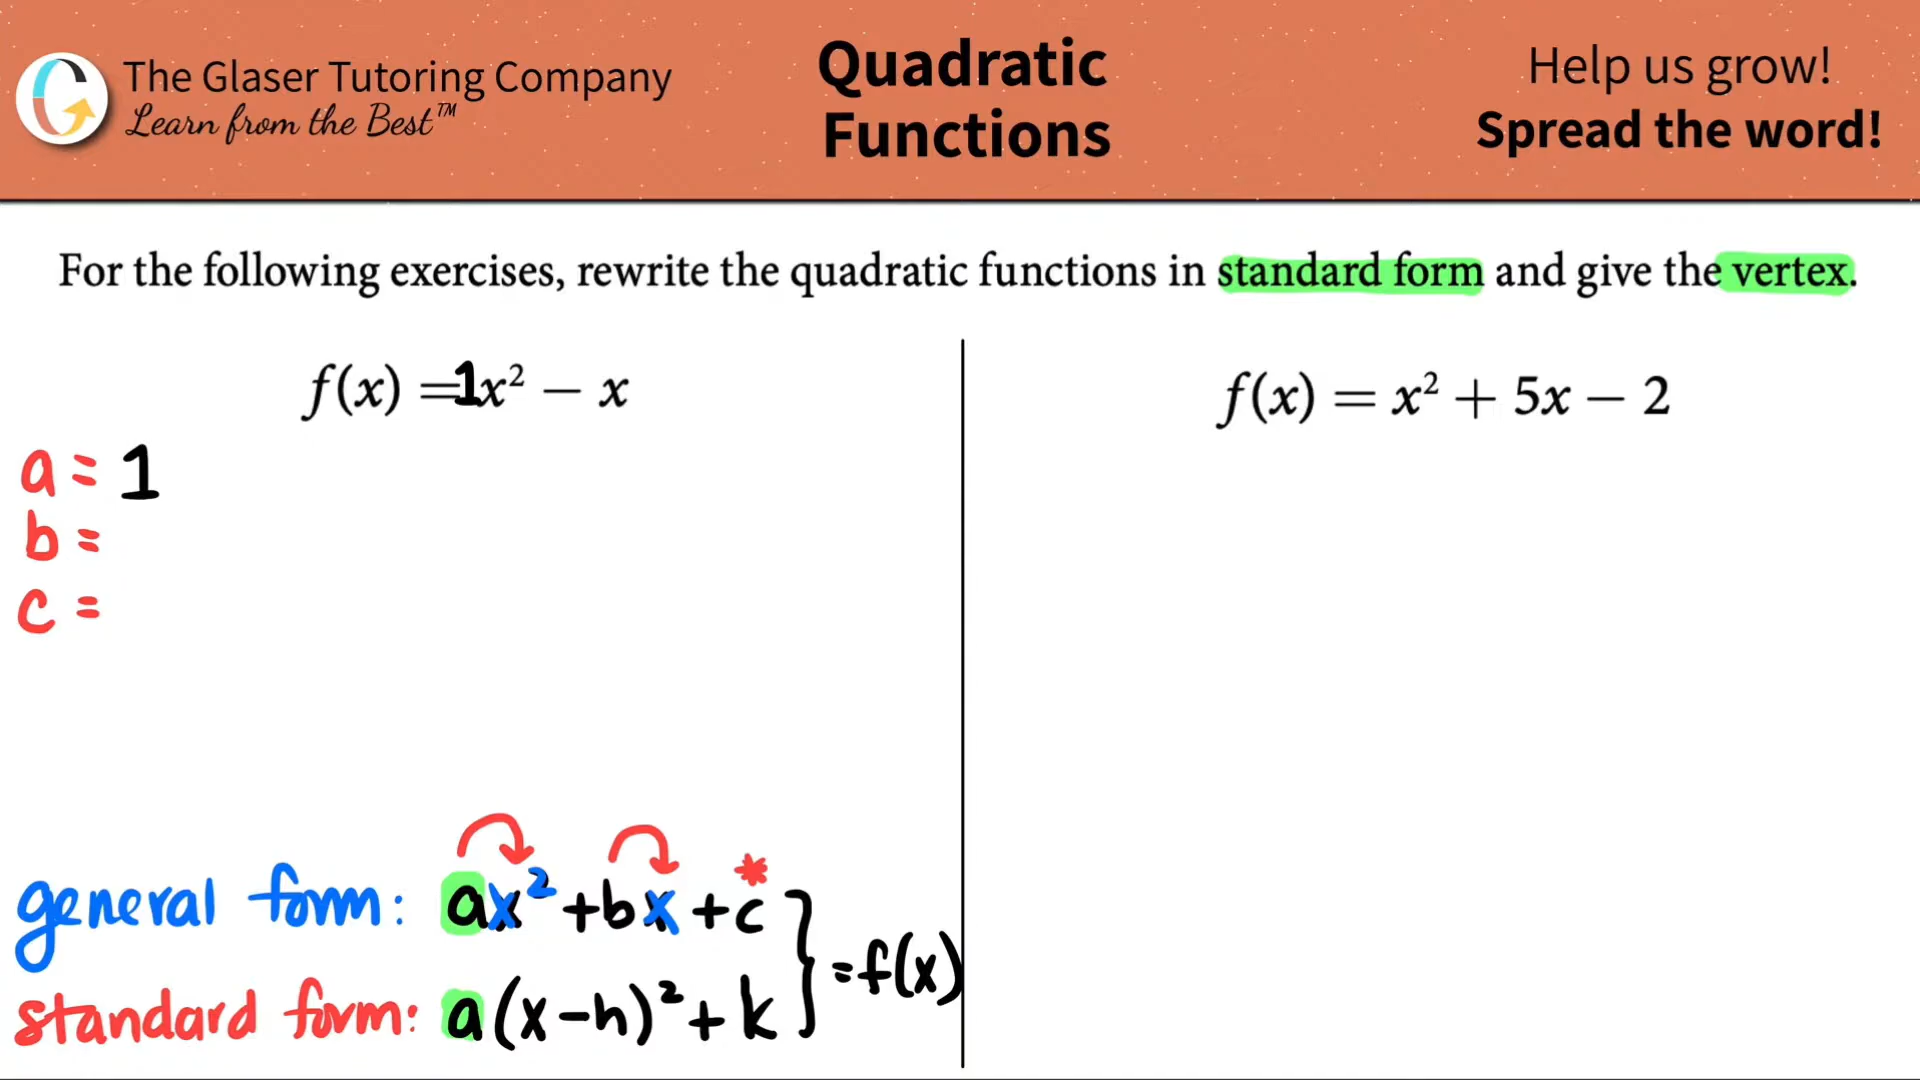 The Glaser Tutoring Company
Learn from the Best™
Quadratic
Functions
Help us grow!
Spread the word!
For the following exercises, rewrite the quadratic functions in standard form and give the vertex.
f(x) = 1x² − x
f(x) = x² + 5x − 2
a = 1
b =
c =
*
general form: ax² + bx + c
= f(x)
standard form: a(x − h)² + k